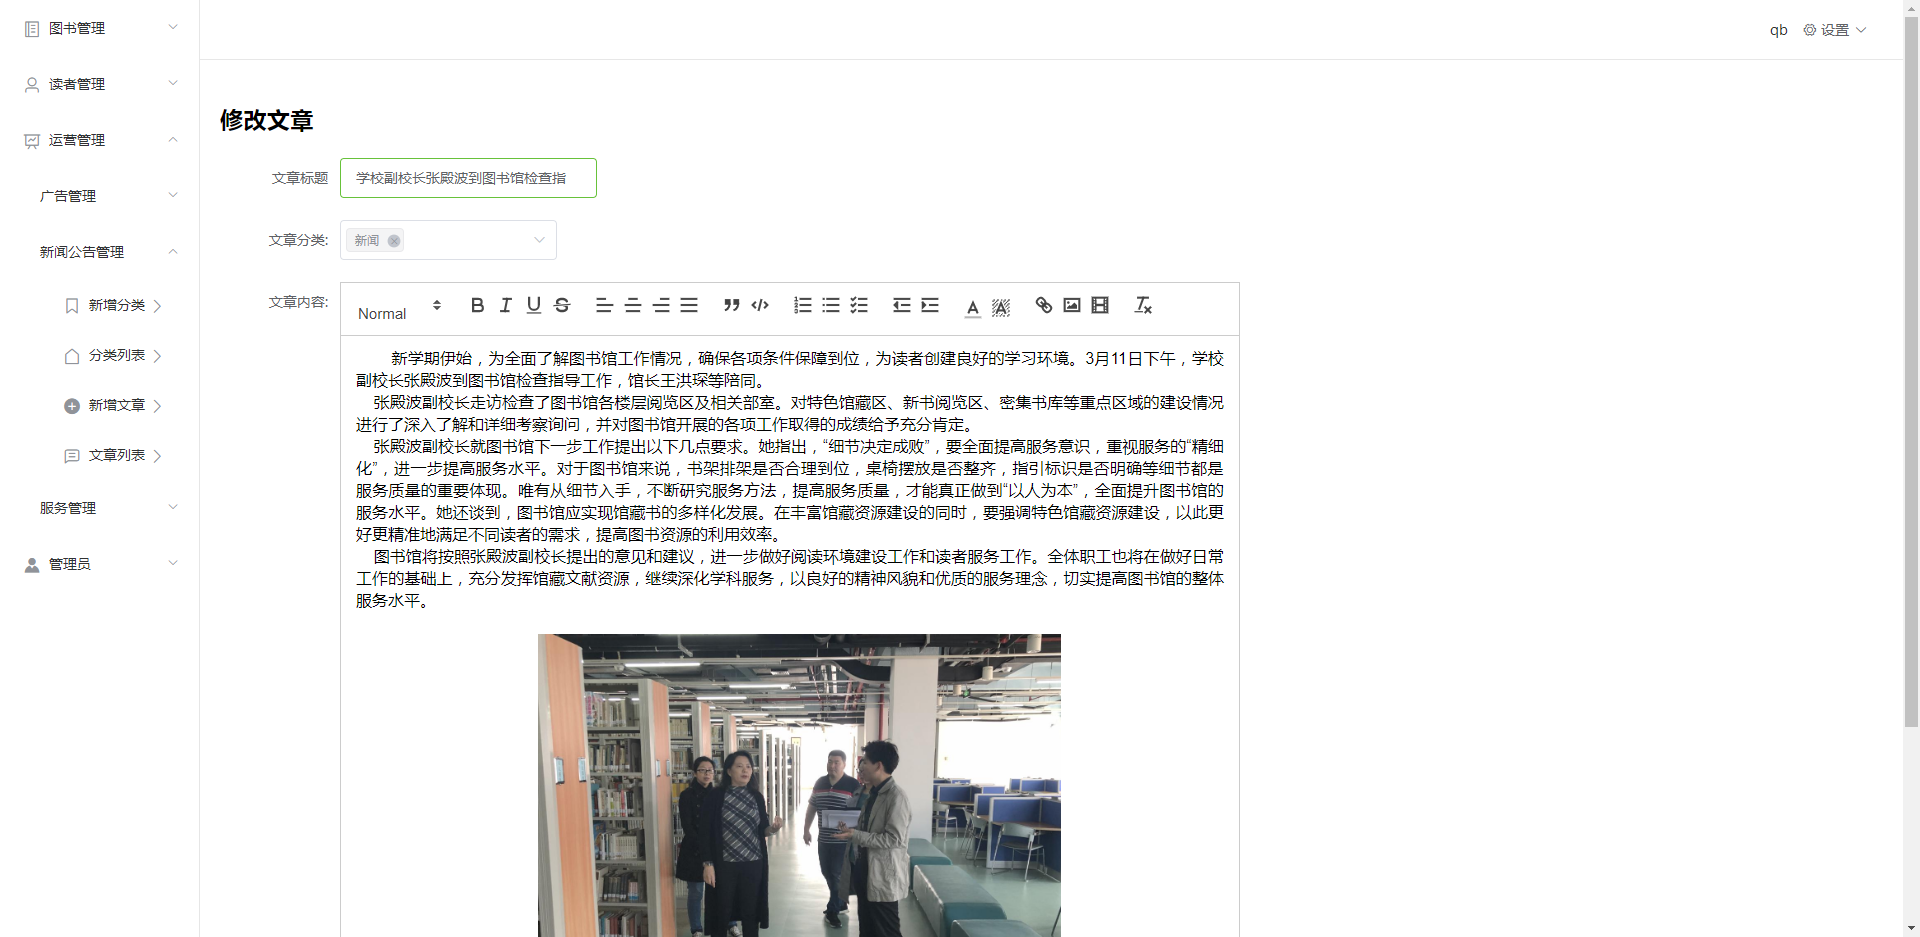 图书管理
读者管理
运营管理
广告管理
新闻公告管理
新增分类
分类列表
新增文章
文章列表
服务管理
管理员
qb 设置
修改文章
文章标题 学校副校长张殿波到图书馆检查指
文章分类: 新闻
文章内容:
Normal
新学期伊始，为全面了解图书馆工作情况，确保各项条件保障到位，为读者创建良好的学习环境。3月11日下午，学校
副校长张殿波到图书馆检查指导工作，馆长王洪琛等陪同。
张殿波副校长走访检查了图书馆各楼层阅览区及相关部室。对特色馆藏区、新书阅览区、密集书库等重点区域的建设情况
进行了深入了解和详细考察询问，并对图书馆开展的各项工作取得的成绩给予充分肯定。
张殿波副校长就图书馆下一步工作提出以下几点要求。她指出，“细节决定成败”，要全面提高服务意识，重视服务的“精细
化”，进一步提高服务水平。对于图书馆来说，书架排架是否合理到位，桌椅摆放是否整齐，指引标识是否明确等细节都是
服务质量的重要体现。唯有从细节入手，不断研究服务方法，提高服务质量，才能真正做到“以人为本”，全面提升图书馆的
服务水平。她还谈到，图书馆应实现馆藏书的多样化发展。在丰富馆藏资源建设的同时，要强调特色馆藏资源建设，以此更
好更精准地满足不同读者的需求，提高图书资源的利用效率。
图书馆将按照张殿波副校长提出的意见和建议，进一步做好阅读环境建设工作和读者服务工作。全体职工也将在做好日常
工作的基础上，充分发挥馆藏文献资源，继续深化学科服务，以良好的精神风貌和优质的服务理念，切实提高图书馆的整体
服务水平。